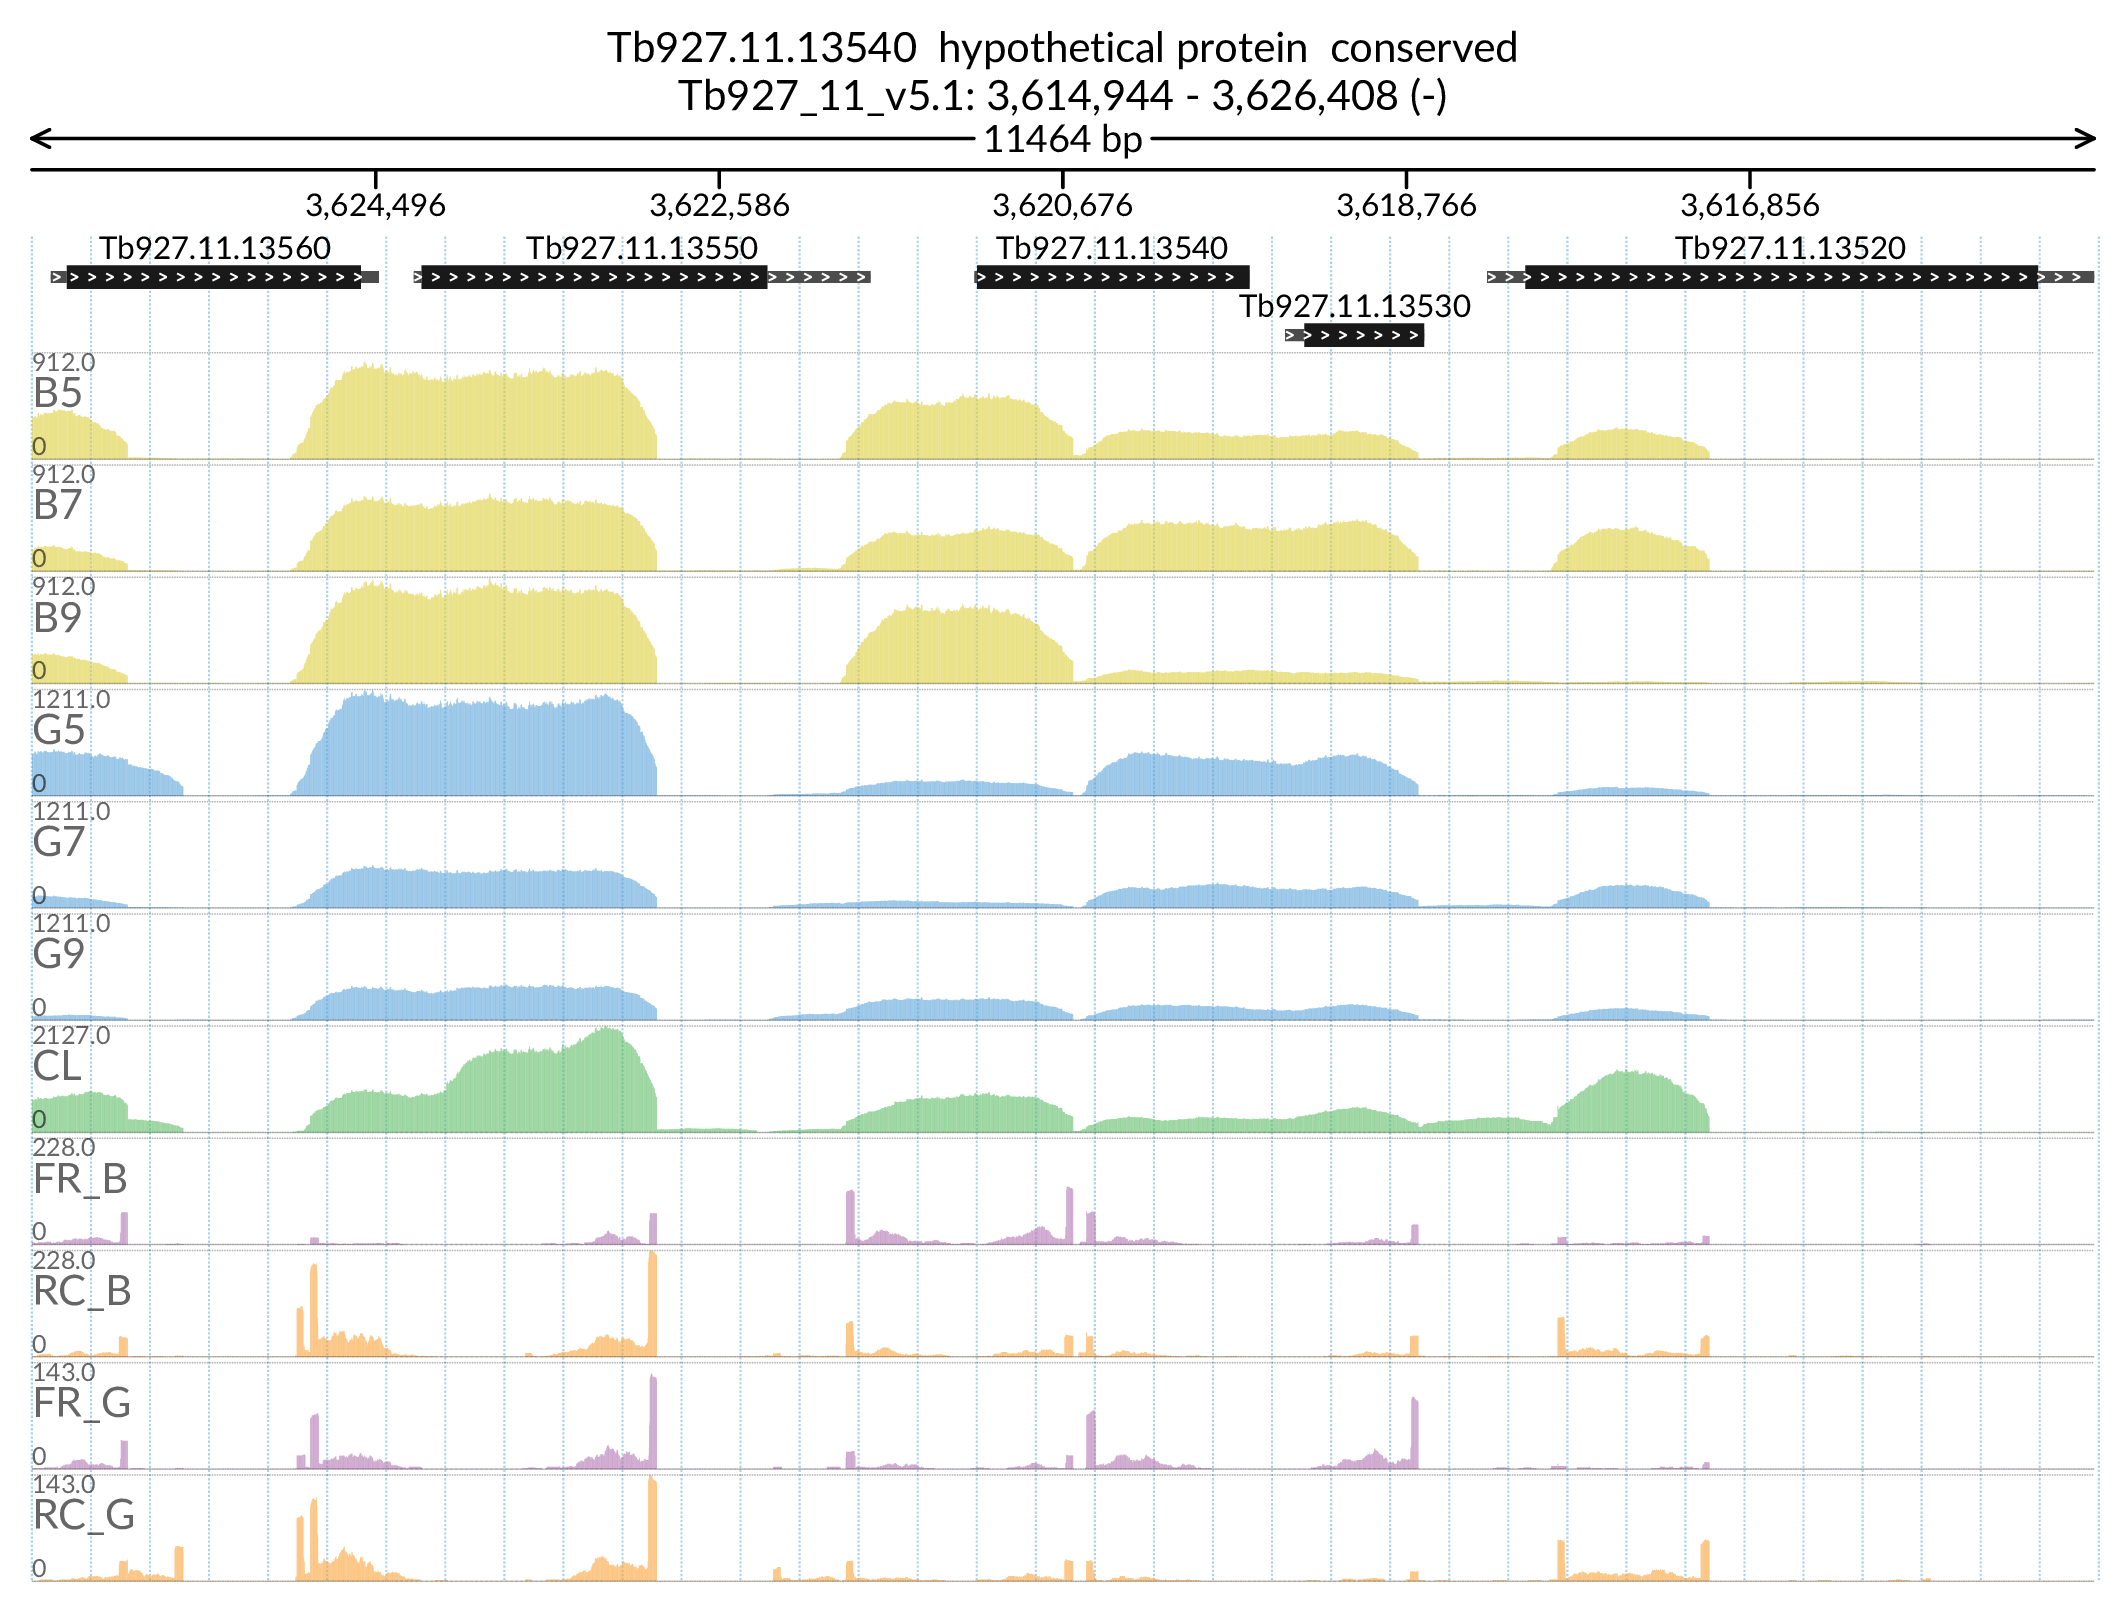 Tb927.11.13540  hypothetical protein  conserved
Tb927_11_v5.1: 3,614,944 - 3,626,408 (-)
11464 bp
3,624,496 3,622,586 3,620,676 3,618,766 3,616,856
Tb927.11.13560 Tb927.11.13550 Tb927.11.13540 Tb927.11.13520
Tb927.11.13530
912.0
B5
0
912.0
B7
0
912.0
B9
0
1211.0
G5
0
1211.0
G7
0
1211.0
G9
0
2127.0
CL
0
228.0
FR_B
0
228.0
RC_B
0
143.0
FR_G
0
143.0
RC_G
0